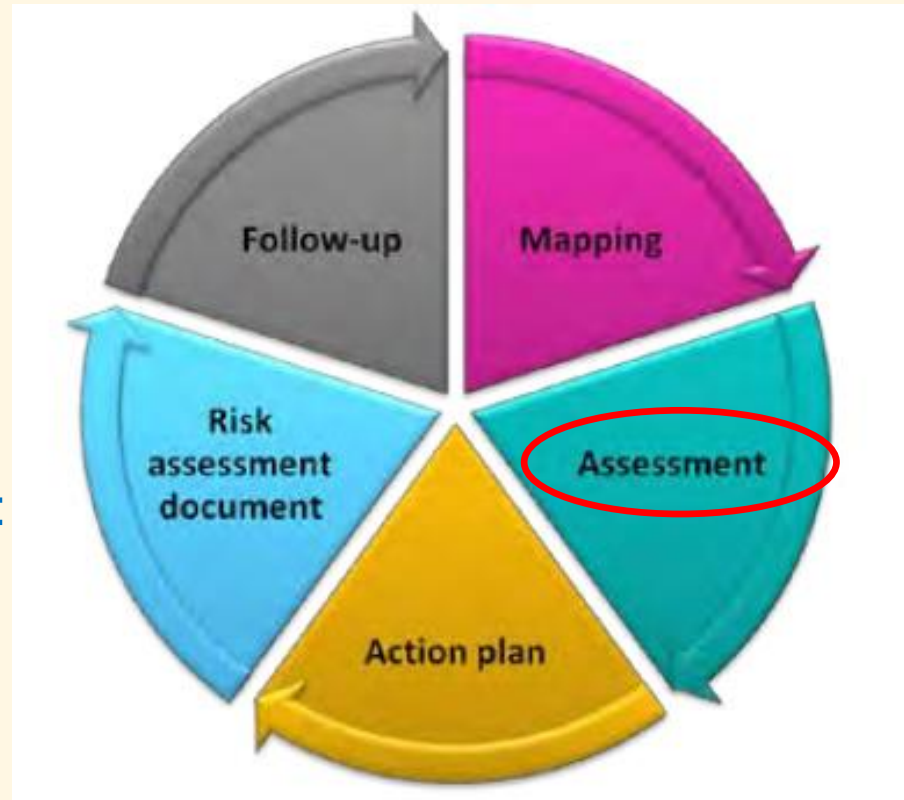 Follow-up
Mapping
Risk
assessment
document
Assessment
Action plan